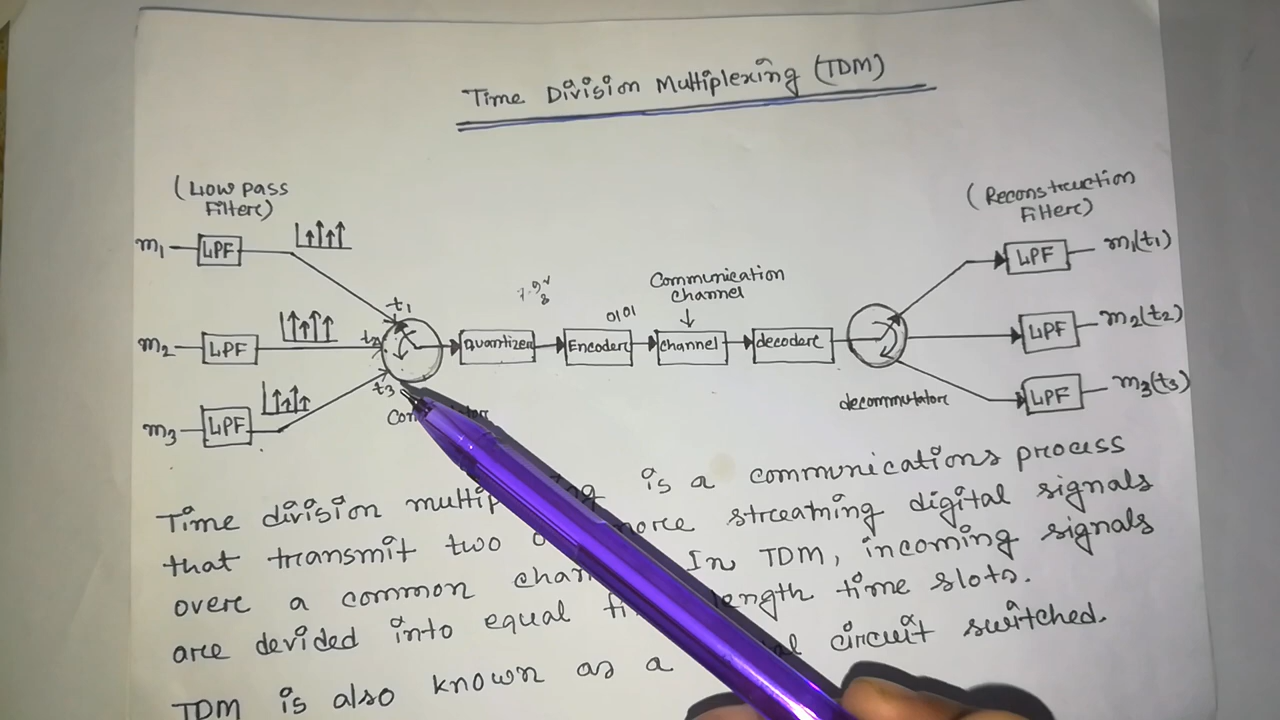 Time Division Multiplexing (TDM)
(Low pass
Filter)
(Reconstruction
Filter)
m1
LPF
m1(t1)
LPF
t1
7.9v
8
0101
Communication
channel
m2
LPF
t2
Quantizer
Encoder
channel
decoder
LPF
m2(t2)
t3
m3
LPF
decommutator
LPF
m3(t3)
Time division is a communications process
that transmit two more streaming digital signals
over a common In TDM, incoming signals
are devided into equal length time slots.
TDM is also known as a circuit switched.